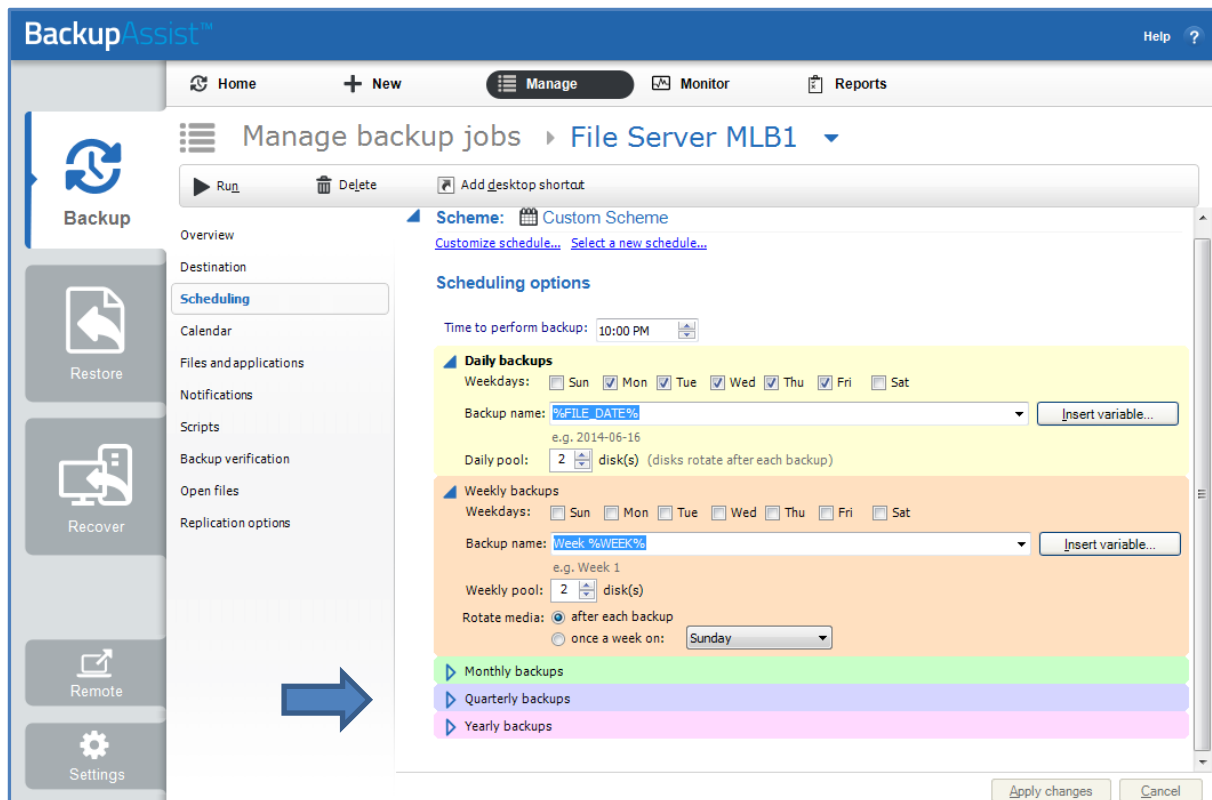 BackupAssist™
Help ?
Home New Manage Monitor Reports
Manage backup jobs File Server MLB1
Run Delete Add desktop shortcut
Backup
Restore
Recover
Remote
Settings
Overview
Destination
Scheduling
Calendar
Files and applications
Notifications
Scripts
Backup verification
Open files
Replication options
Scheme: Custom Scheme
Customize schedule... Select a new schedule...
Scheduling options
Time to perform backup: 10:00 PM
Daily backups
Weekdays: Sun Mon Tue Wed Thu Fri Sat
Backup name: %FILE_DATE% Insert variable...
e.g. 2014-06-16
Daily pool: 2 disk(s) (disks rotate after each backup)
Weekly backups
Weekdays: Sun Mon Tue Wed Thu Fri Sat
Backup name: Week %WEEK% Insert variable...
e.g. Week 1
Weekly pool: 2 disk(s)
Rotate media: after each backup
once a week on: Sunday
Monthly backups
Quarterly backups
Yearly backups
Apply changes Cancel